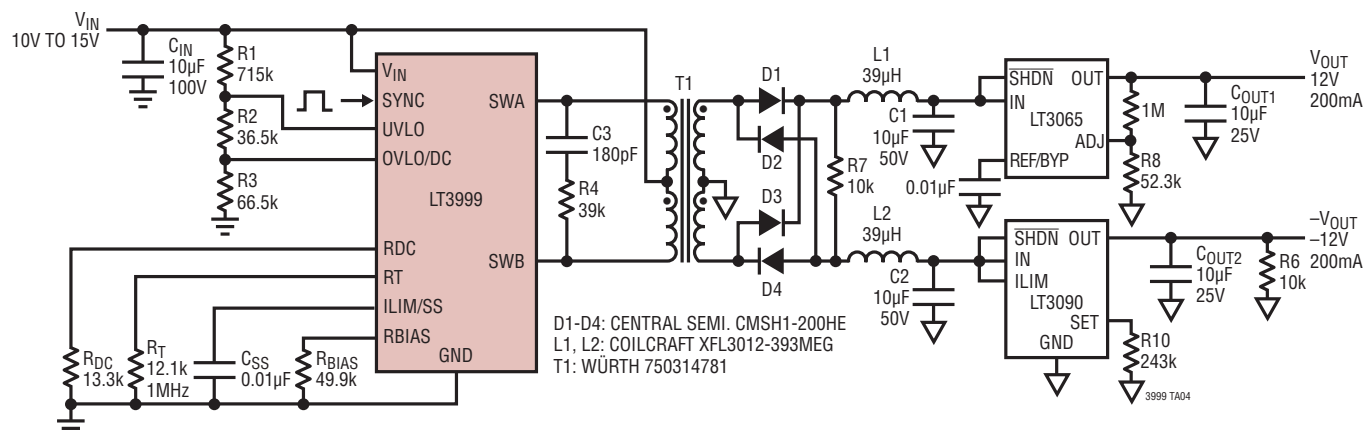 VIN
10V TO 15V
CIN
10µF
100V
R1
715k
R2
36.5k
R3
66.5k
VIN
SYNC
UVLO
OVLO/DC
LT3999
RDC
RT
ILIM/SS
RBIAS
GND
SWA
SWB
RDC
13.3k
RT
12.1k
1MHz
CSS
0.01µF
RBIAS
49.9k
C3
180pF
R4
39k
T1
D1
D2
D3
D4
R7
10k
L1
39µH
C1
10µF
50V
L2
39µH
C2
10µF
50V
SHDN
OUT
IN
LT3065
ADJ
REF/BYP
0.01µF
1M
R8
52.3k
COUT1
10µF
25V
VOUT
12V
200mA
SHDN
OUT
IN
ILIM
LT3090
SET
GND
R10
243k
COUT2
10µF
25V
R6
10k
–VOUT
–12V
200mA
D1-D4: CENTRAL SEMI. CMSH1-200HE
L1, L2: COILCRAFT XFL3012-393MEG
T1: WÜRTH 750314781
3999 TA04